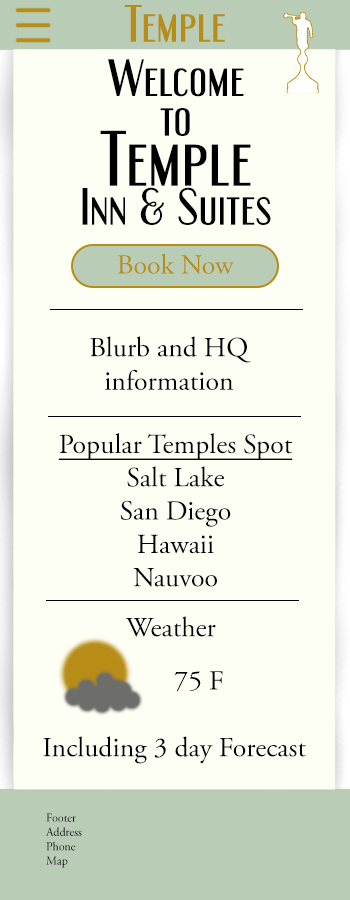 Temple
Welcome
to
Temple
Inn & Suites
Book Now
Blurb and HQ
information
Popular Temples Spot
Salt Lake
San Diego
Hawaii
Nauvoo
Weather
75 F
Including 3 day Forecast
Footer
Address
Phone
Map